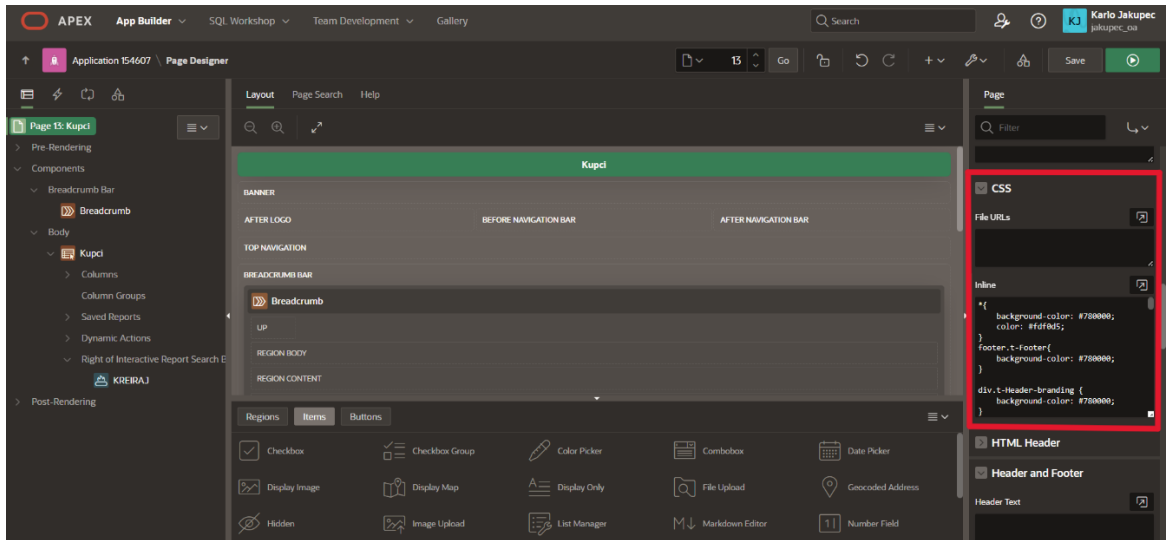 APEX App Builder SQL Workshop Team Development Gallery Search KJ Karlo Jakupec
jakupec_oa
Application 154607 \ Page Designer 13 Go Save
Layout Page Search Help Page
Page 13: Kupci
Filter
Pre-Rendering
Components
Breadcrumb Bar
Breadcrumb
Body
Kupci
Columns
Column Groups
Saved Reports
Dynamic Actions
Right of Interactive Report Search
KREIRAJ
Post-Rendering
Kupci
BANNER
AFTER LOGO BEFORE NAVIGATION BAR AFTER NAVIGATION BAR
TOP NAVIGATION
BREADCRUMB BAR
Breadcrumb
UP
REGION BODY
REGION CONTENT
Regions Items Buttons
Checkbox Checkbox Group Color Picker Combobox Date Picker
Display Image Display Map Display Only File Upload Geocoded Address
Hidden Image Upload List Manager Markdown Editor Number Field
CSS
File URLs
Inline
*{
background-color: #780000;
color: #fdf0d5;
}
footer.t-Footer{
background-color: #780000;
}
div.t-Header-branding {
background-color: #780000;
}
HTML Header
Header and Footer
Header Text